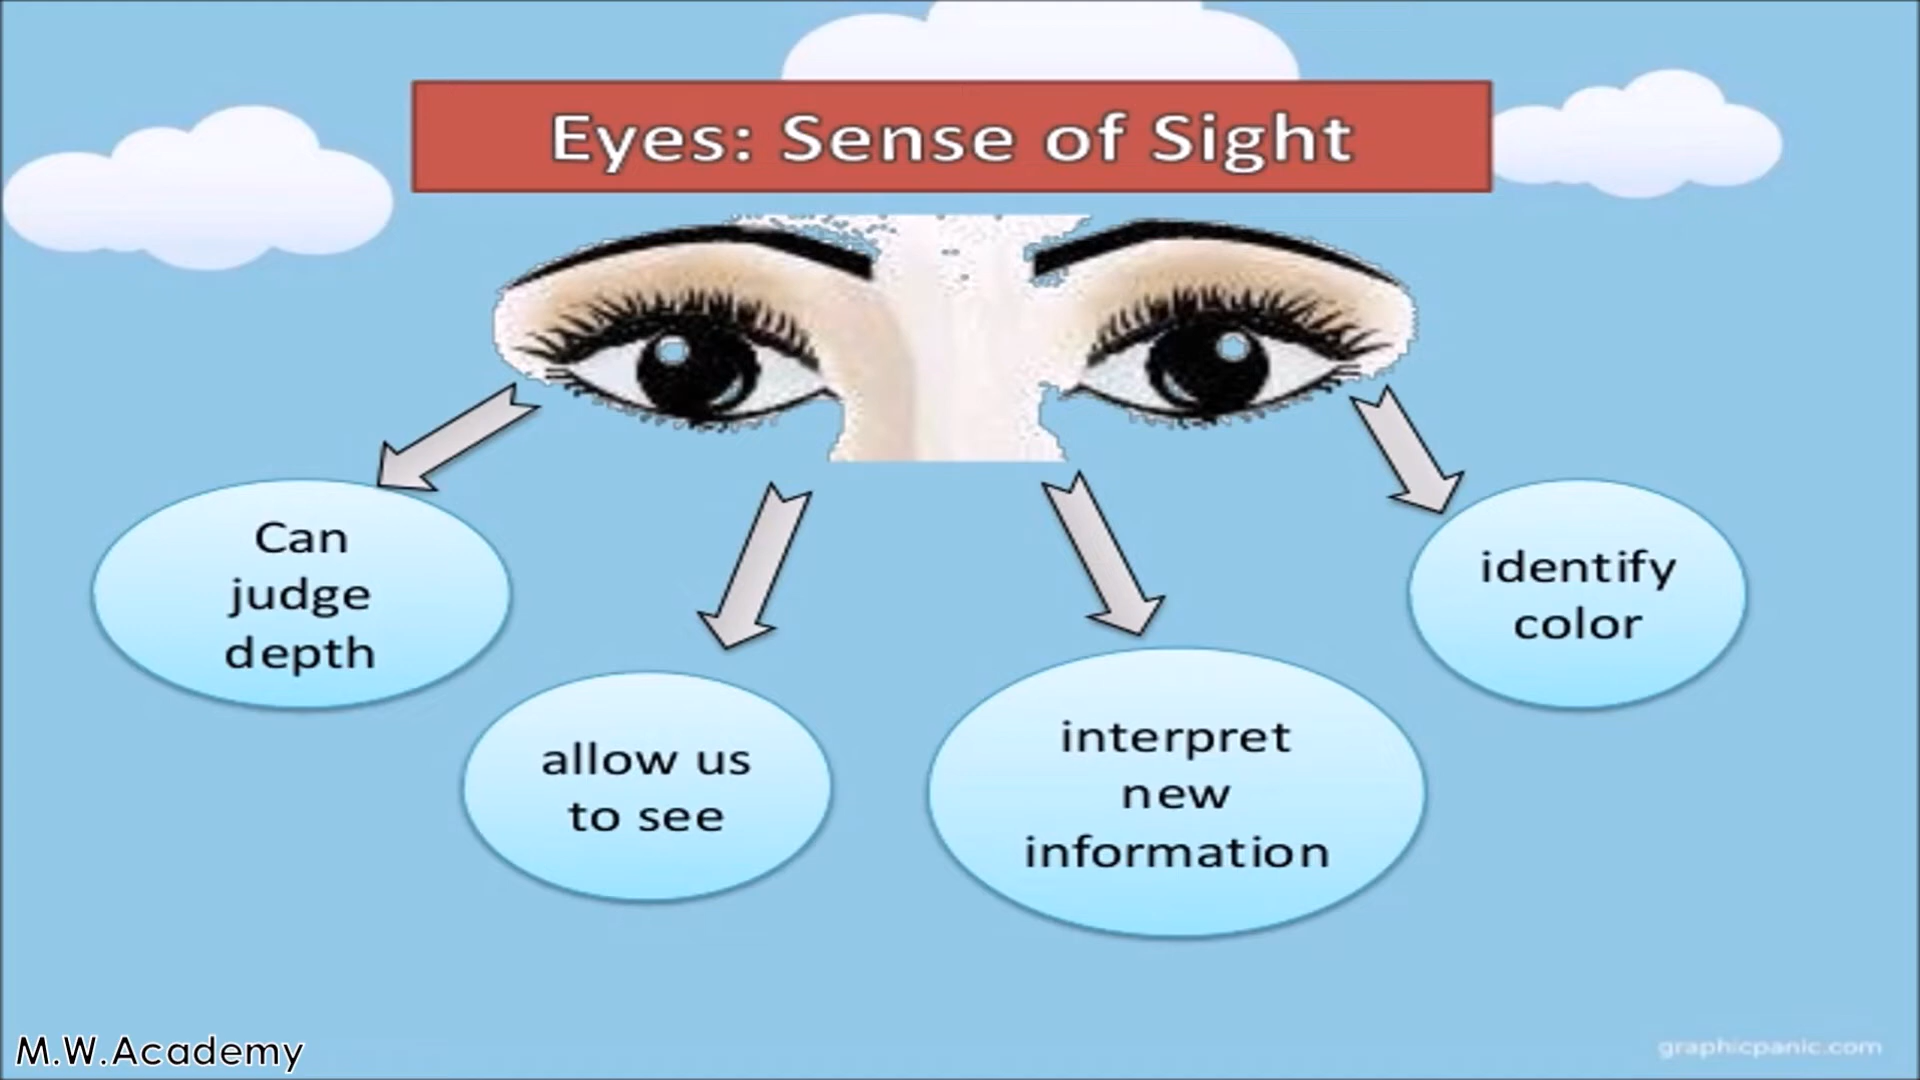 Eyes: Sense of Sight
Can
judge
depth
allow us
to see
interpret
new
information
identify
color
M.W.Academy
graphicpanic.com